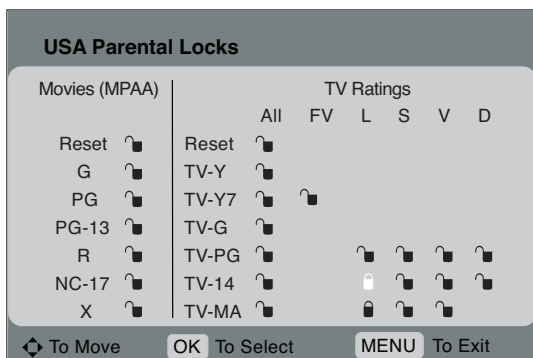 USA Parental Locks
Movies (MPAA) TV Ratings
All FV L S V D
Reset Reset
G TV-Y
PG TV-Y7
PG-13 TV-G
R TV-PG
NC-17 TV-14
X TV-MA
To Move OK To Select MENU To Exit